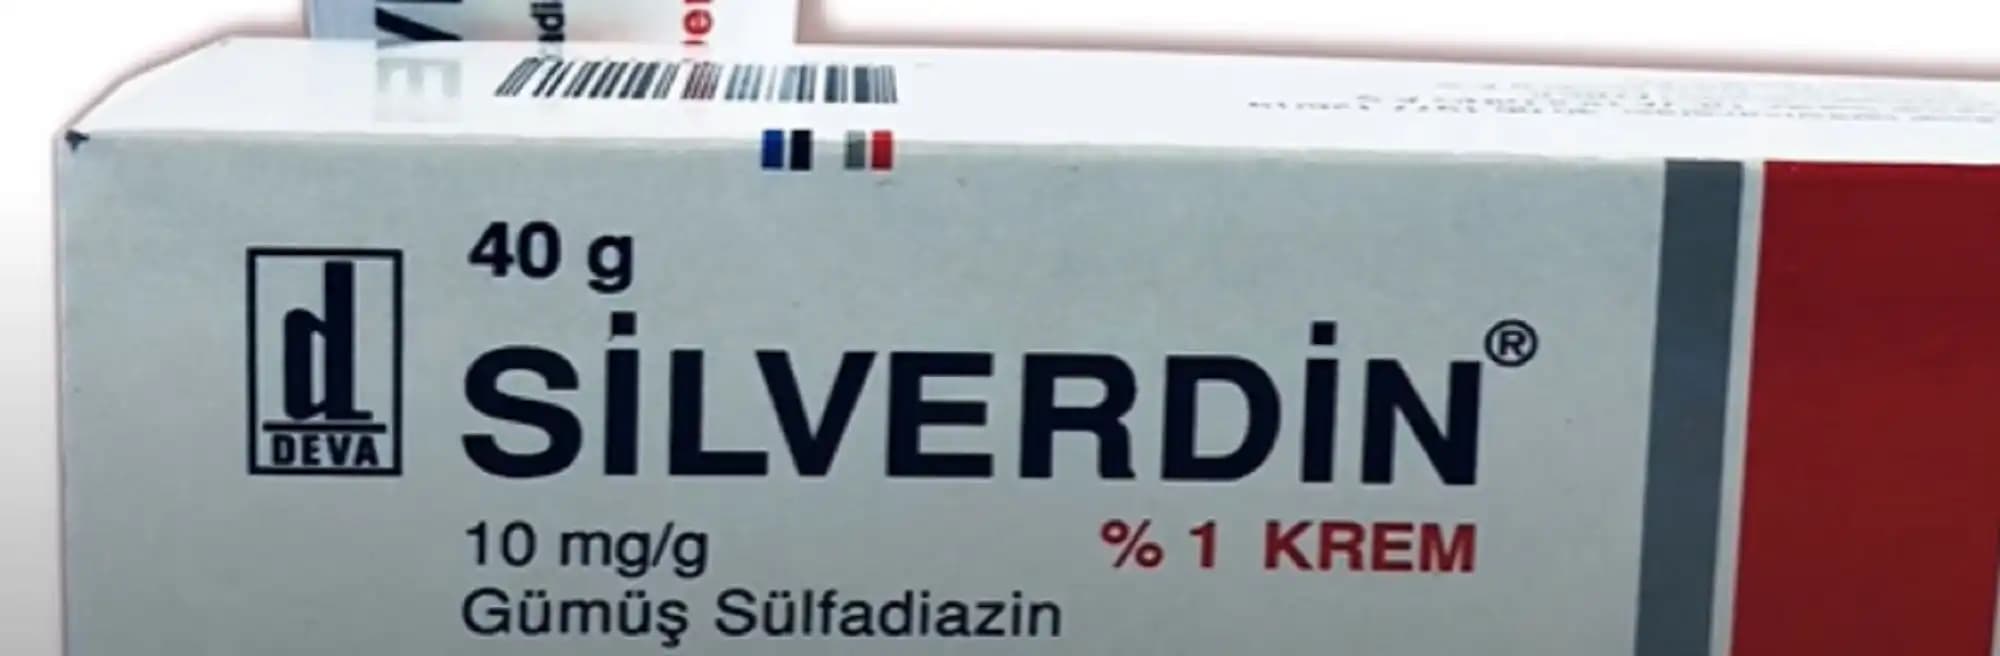 40 g
SİLVERDİN®
DEVA
10 mg/g
% 1 KREM
Gümüş Sülfadiazin